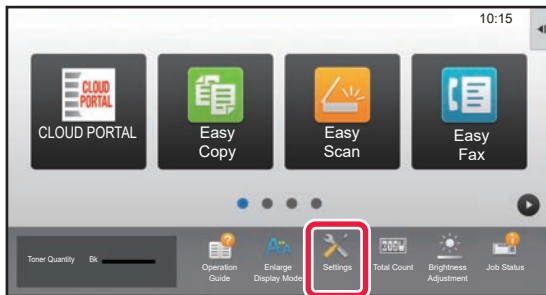 10:15
CLOUD
PORTAL
CLOUD PORTAL
Easy
Copy
Easy
Scan
Easy
Fax
Toner Quantity Bk
Operation
Guide
Enlarge
Display Mode
Settings
Total Count
Brightness
Adjustment
Job Status